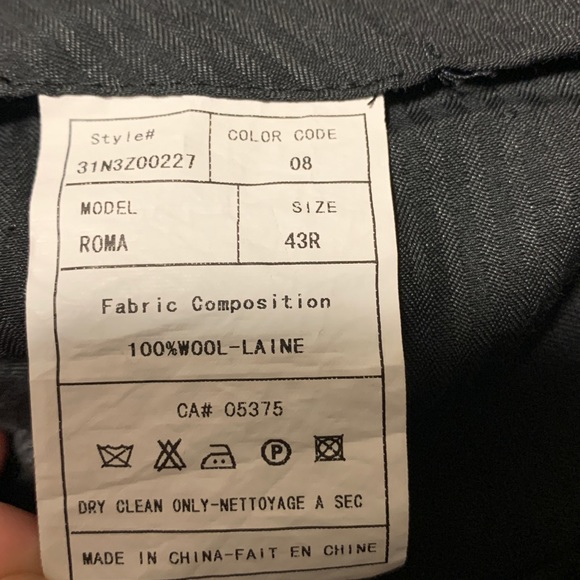 Style# COLOR CODE
31N3Z00227 08
MODEL SIZE
ROMA 43R
Fabric Composition
100%WOOL-LAINE
CA# 05375
P
DRY CLEAN ONLY-NETTOYAGE A SEC
MADE IN CHINA-FAIT EN CHINE